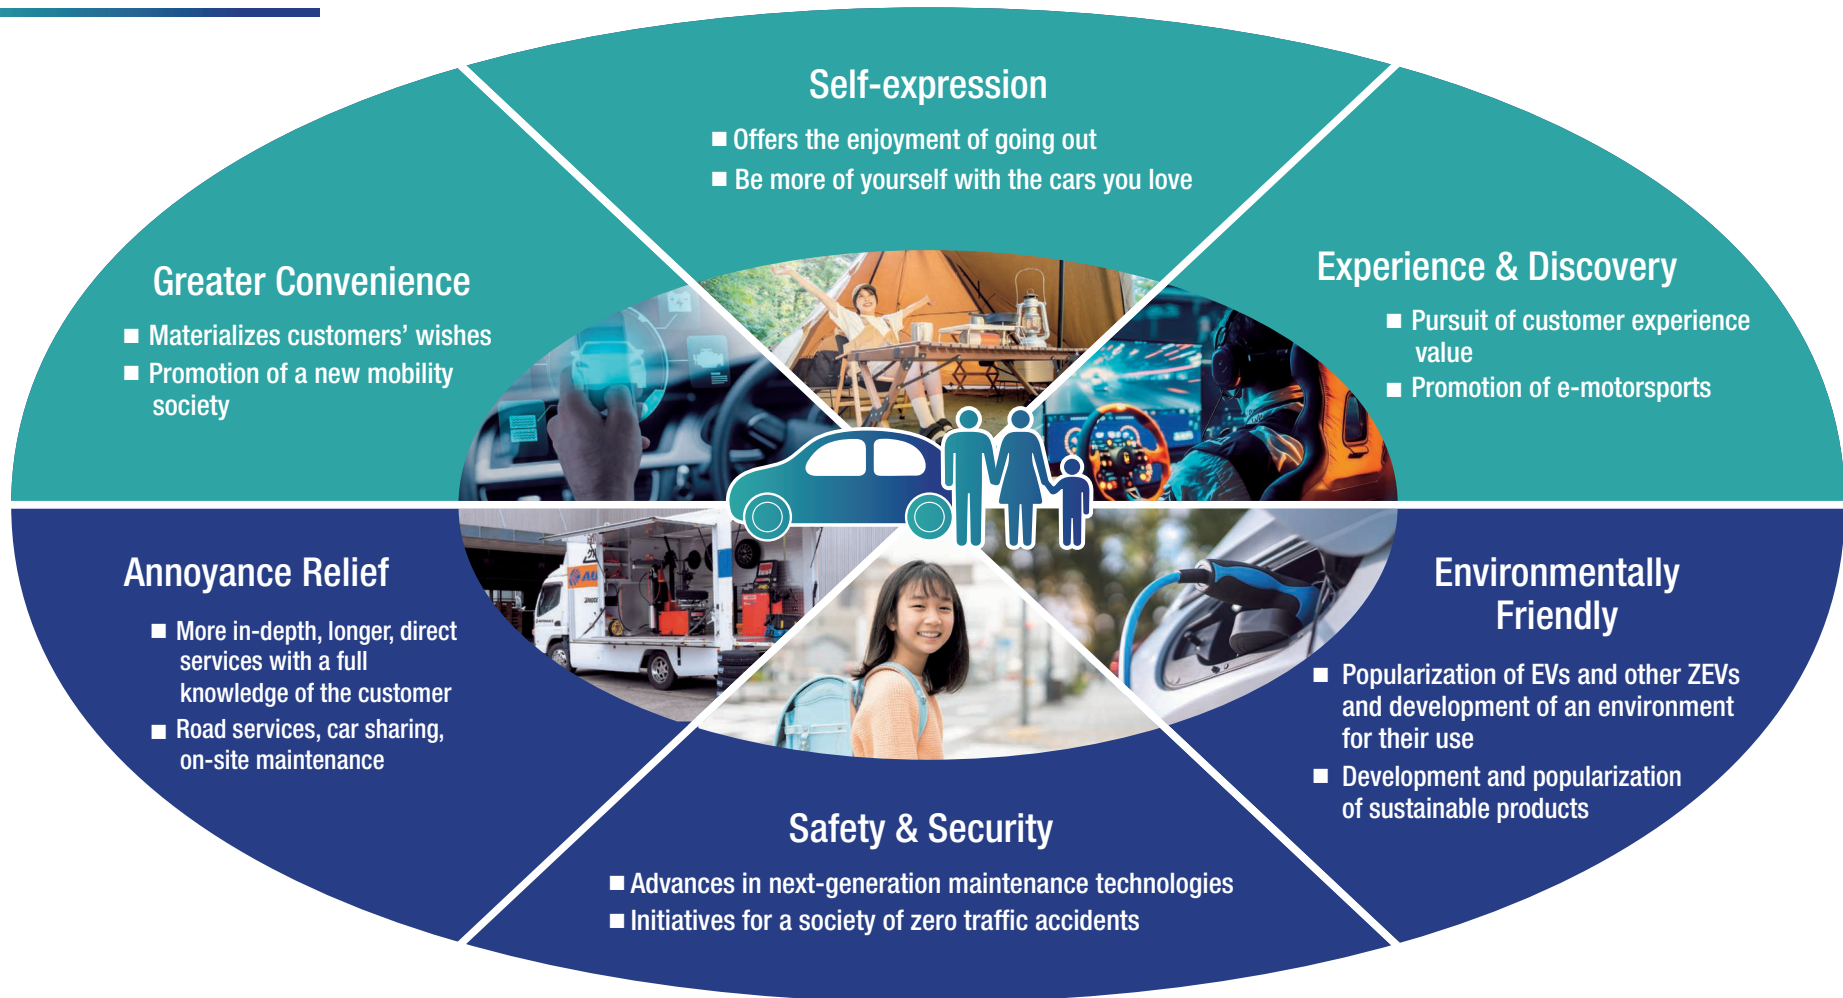 Self-expression
■ Offers the enjoyment of going out
■ Be more of yourself with the cars you love
Greater Convenience
■ Materializes customers’ wishes
■ Promotion of a new mobility
society
Experience & Discovery
■ Pursuit of customer experience
value
■ Promotion of e-motorsports
Annoyance Relief
■ More in-depth, longer, direct
services with a full
knowledge of the customer
■ Road services, car sharing,
on-site maintenance
Safety & Security
■ Advances in next-generation maintenance technologies
■ Initiatives for a society of zero traffic accidents
Environmentally
Friendly
■ Popularization of EVs and other ZEVs
and development of an environment
for their use
■ Development and popularization
of sustainable products